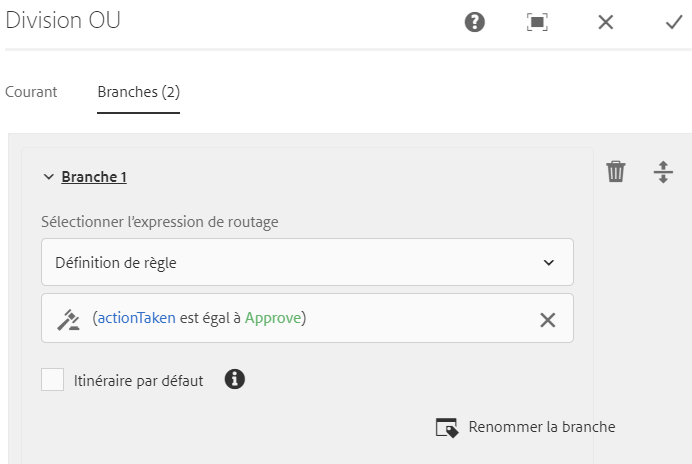 Division OU
Courant
Branches (2)
Branche 1
Sélectionner l'expression de routage
Définition de règle
(actionTaken est égal à Approve)
Itinéraire par défaut
Renommer la branche